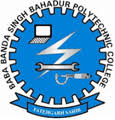 BABA BANDA SINGH BAHADUR POLYTECHNIC COLLEGE
FATEHGARH SAHIB